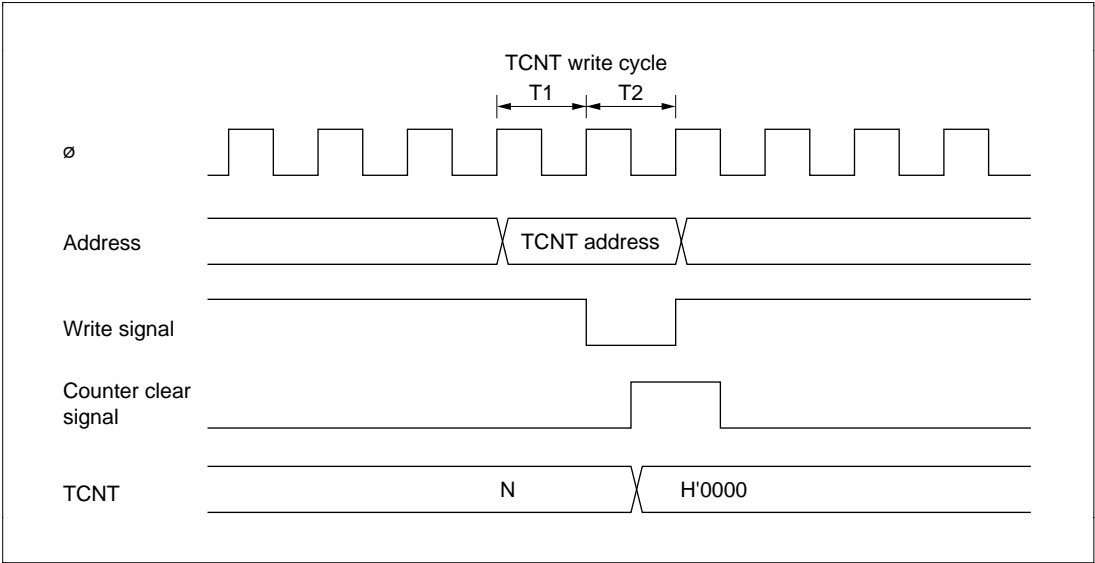 TCNT write cycle
T1 T2
ø
Address
TCNT address
Write signal
Counter clear
signal
TCNT
N
H'0000